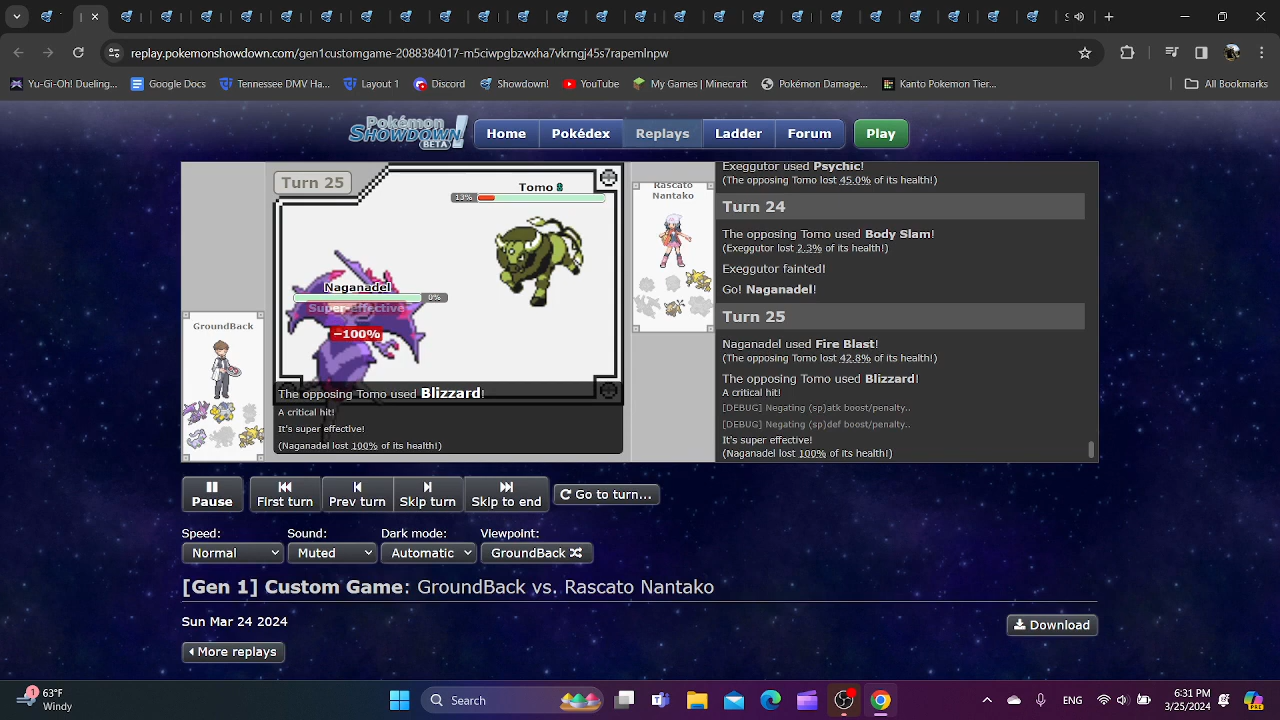 replay.pokemonshowdown.com/gen1customgame-2088384017-m5ciwpgbzwxha7vkrngj45s7rapemlnpw
Yu-Gi-Oh! Dueling...
Google Docs
Tennessee DMV Ha...
Layout 1
Discord
Showdown!
YouTube
My Games | Minecraft
Pokémon Damage...
Kanto Pokemon Tier...
All Bookmarks
Pokémon
SHOWDOWN!
BETA
Home
Pokédex
Replays
Ladder
Forum
Play
Turn 25
Tomo
13%
Naganadel
0%
Super-effective
−100%
The opposing Tomo used Blizzard!
A critical hit!
It's super effective!
(Naganadel lost 100% of its health!)
GroundBack
Rascato
Nantako
Exeggutor used Psychic!
(The opposing Tomo lost 45.0% of its health!)
Turn 24
The opposing Tomo used Body Slam!
(Exeggutor lost 2.3% of its health!)
Exeggutor fainted!
Go! Naganadel!
Turn 25
Naganadel used Fire Blast!
(The opposing Tomo lost 42.8% of its health!)
The opposing Tomo used Blizzard!
A critical hit!
[DEBUG] Negating (sp)atk boost/penalty..
[DEBUG] Negating (sp)def boost/penalty..
It's super effective!
(Naganadel lost 100% of its health!)
Pause
First turn
Prev turn
Skip turn
Skip to end
Go to turn...
Speed:
Sound:
Dark mode:
Viewpoint:
Normal
Muted
Automatic
GroundBack
[Gen 1] Custom Game: GroundBack vs. Rascato Nantako
Sun Mar 24 2024
Download
More replays
1
63°F
Windy
Search
ENG
6:31 PM
3/25/2024
PRE